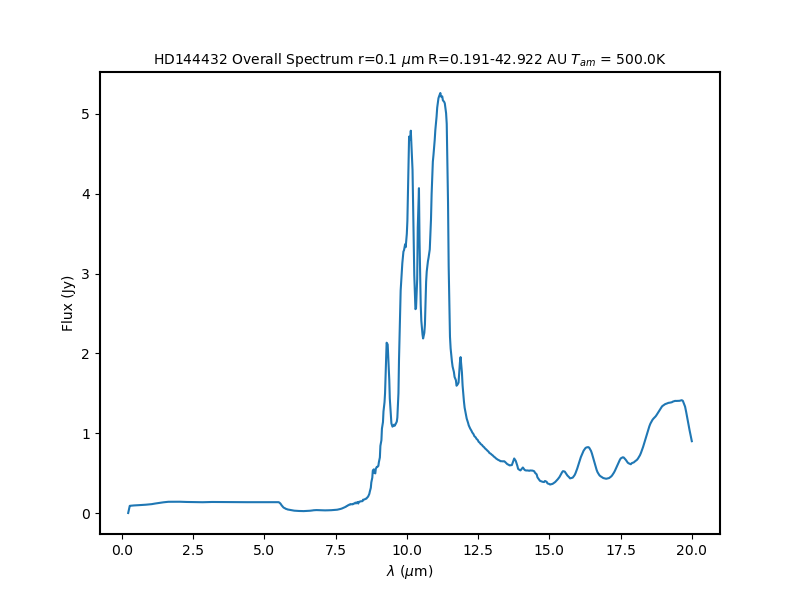 HD144432 Overall Spectrum r=0.1 μm R=0.191-42.922 AU T_am = 500.0K
Flux (Jy)
5
4
3
2
1
0
0.0 2.5 5.0 7.5 10.0 12.5 15.0 17.5 20.0
λ (μm)